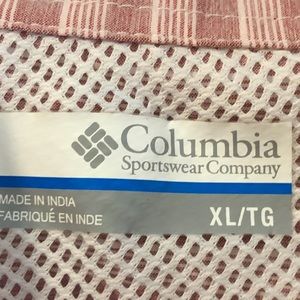 Columbia
Sportswear Company
MADE IN INDIA
FABRIQUÉ EN INDE
XL/TG